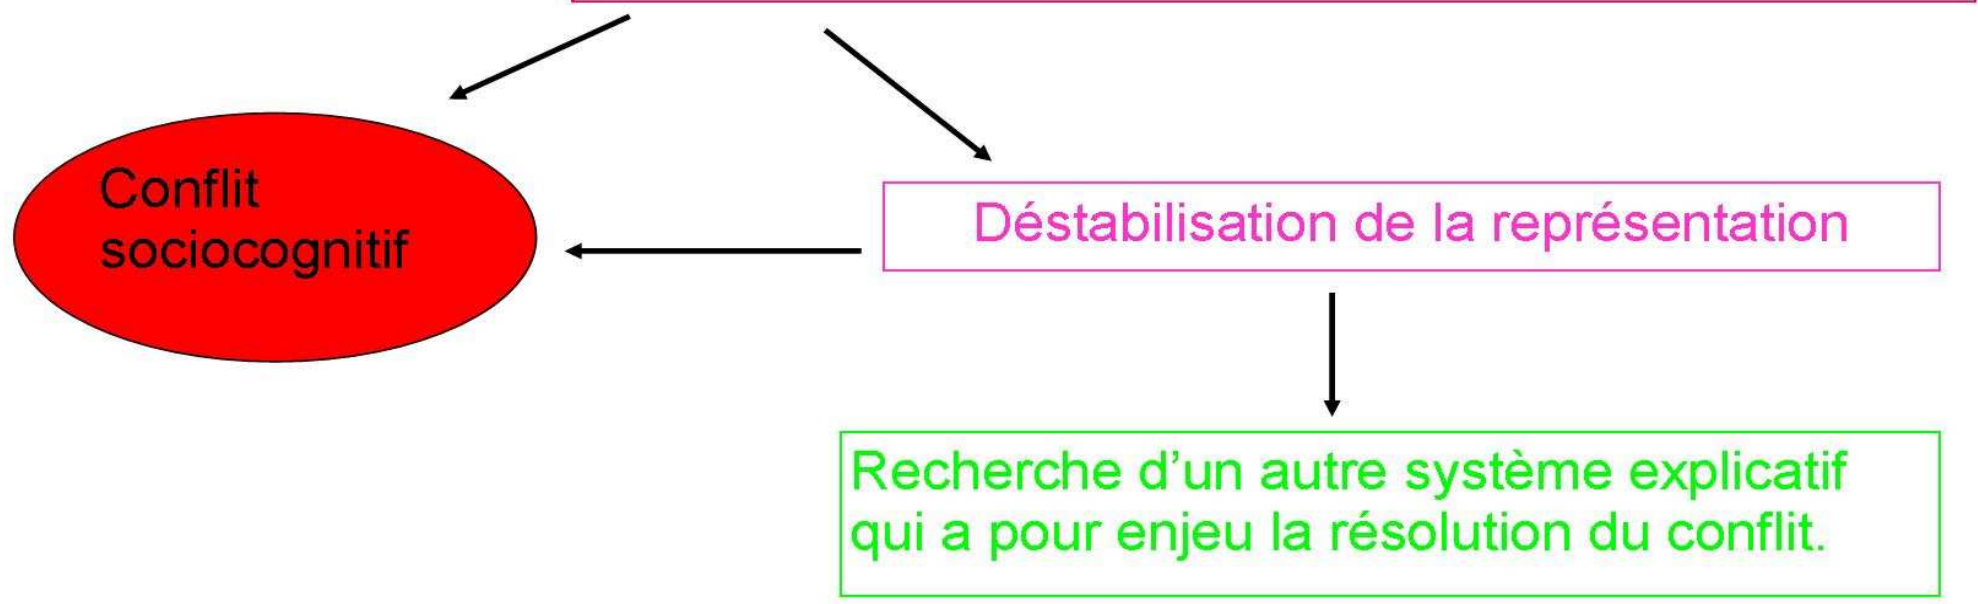 Conflit
sociocognitif
Déstabilisation de la représentation
Recherche d’un autre système explicatif
qui a pour enjeu la résolution du conflit.